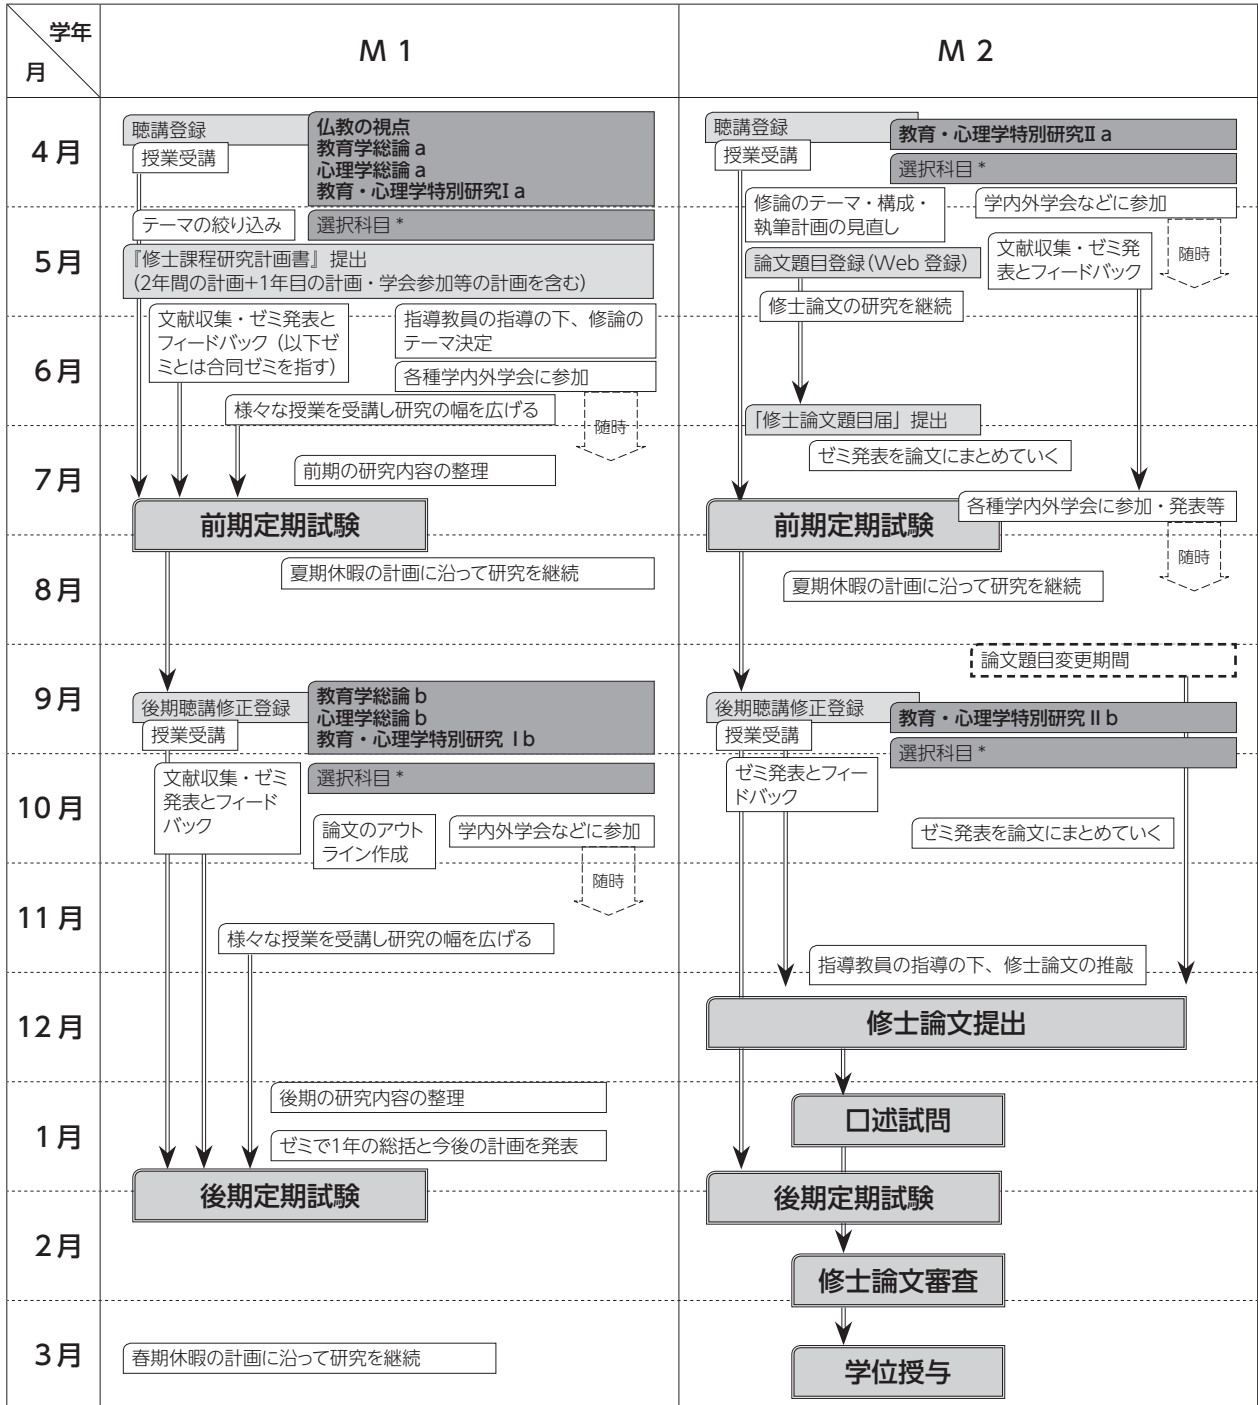 学年
月
M 1
M 2
4月
聴講登録
授業受講
仏教の視点
教育学総論 a
心理学総論 a
教育・心理学特別研究I a
テーマの絞り込み
選択科目 *
聴講登録
授業受講
教育・心理学特別研究Ⅱ a
選択科目 *
修論のテーマ・構成・
執筆計画の見直し
学内外学会などに参加
5月
『修士課程研究計画書』提出
(2年間の計画+1年目の計画・学会参加等の計画を含む)
文献収集・ゼミ発表と
フィードバック（以下ゼ
ミとは合同ゼミを指す）
指導教員の指導の下、修論の
テーマ決定
論文題目登録（Web 登録）
修士論文の研究を継続
文献収集・ゼミ発
表とフィードバック
随時
6月
各種学内外学会に参加
様々な授業を受講し研究の幅を広げる
随時
「修士論文題目届」提出
7月
前期の研究内容の整理
前期定期試験
ゼミ発表を論文にまとめていく
各種学内外学会に参加・発表等
前期定期試験
随時
8月
夏期休暇の計画に沿って研究を継続
夏期休暇の計画に沿って研究を継続
9月
後期聴講修正登録
授業受講
教育学総論 b
心理学総論 b
教育・心理学特別研究 Ⅰb
論文題目変更期間
後期聴講修正登録
授業受講
教育・心理学特別研究 II b
選択科目 *
10月
文献収集・ゼミ
発表とフィード
バック
選択科目 *
論文のアウト
ライン作成
学内外学会などに参加
随時
ゼミ発表とフィー
ドバック
ゼミ発表を論文にまとめていく
11月
様々な授業を受講し研究の幅を広げる
指導教員の指導の下、修士論文の推敲
12月
修士論文提出
1月
後期の研究内容の整理
ゼミで1年の総括と今後の計画を発表
後期定期試験
口述試問
後期定期試験
2月
修士論文審査
3月
春期休暇の計画に沿って研究を継続
学位授与